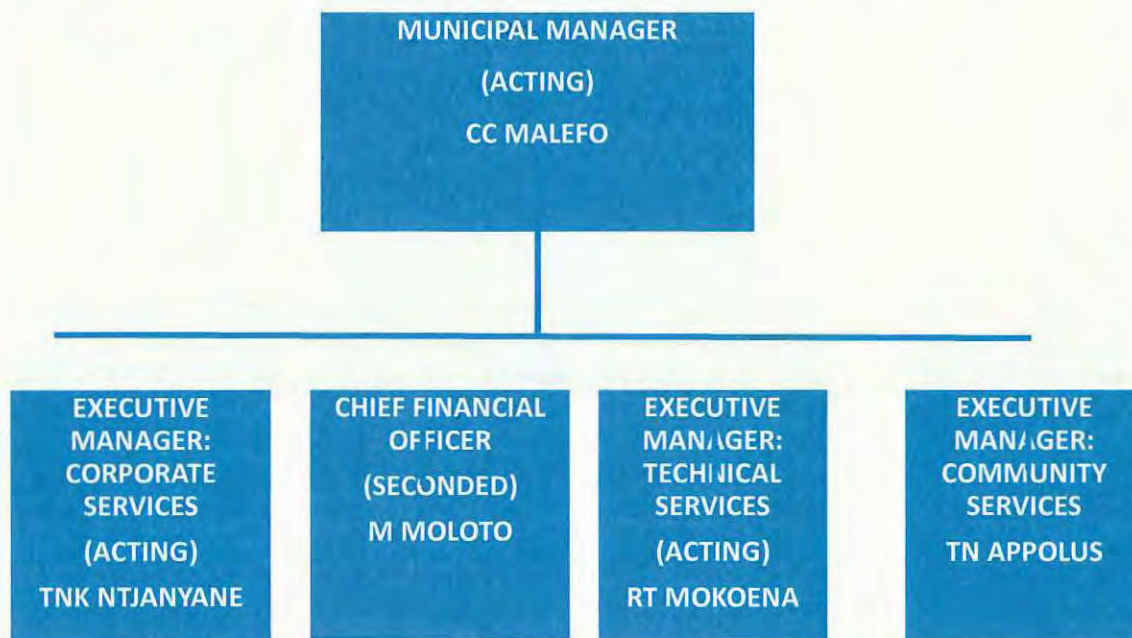 MUNICIPAL MANAGER
(ACTING)
CC MALEFO
EXECUTIVE
MANAGER:
CORPORATE
SERVICES
(ACTING)
TNK NTJANYANE
CHIEF FINANCIAL
OFFICER
(SECONDED)
M MOLOTO
EXECUTIVE
MANAGER:
TECHNICAL
SERVICES
(ACTING)
RT MOKOENA
EXECUTIVE
MANAGER:
COMMUNITY
SERVICES
TN APPOLUS